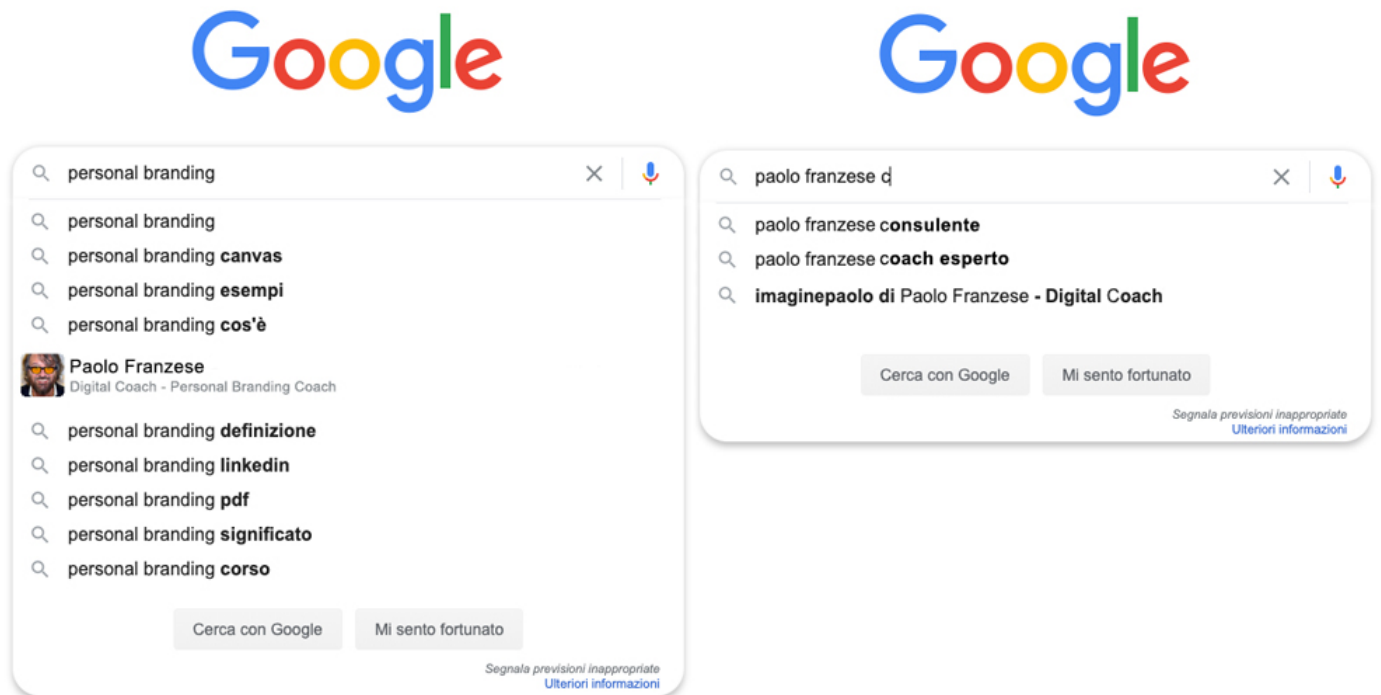 Google
personal branding
personal branding
personal branding canvas
personal branding esempi
personal branding cos'è
Paolo Franzese
Digital Coach - Personal Branding Coach
personal branding definizione
personal branding linkedin
personal branding pdf
personal branding significato
personal branding corso
Cerca con Google
Mi sento fortunato
Segnala previsioni inappropriate
Ulteriori informazioni
Google
paolo franzese c
paolo franzese consulente
paolo franzese coach esperto
imaginepaolo di Paolo Franzese - Digital Coach
Cerca con Google
Mi sento fortunato
Segnala previsioni inappropriate
Ulteriori informazioni